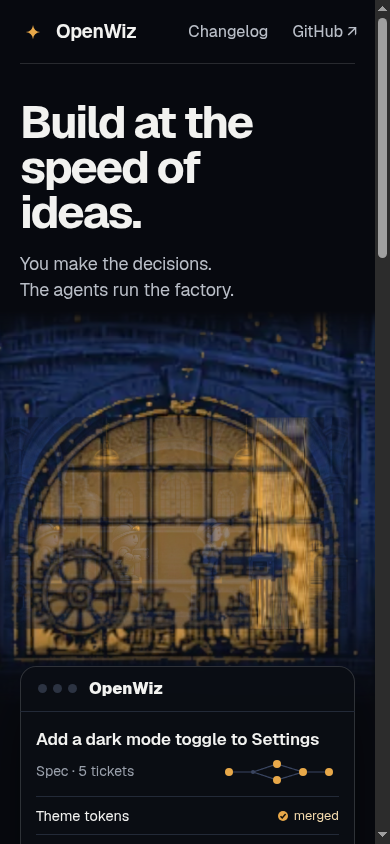 OpenWiz
Changelog
GitHub ↗
Build at the
speed of
ideas.
You make the decisions.
The agents run the factory.
OpenWiz
Add a dark mode toggle to Settings
Spec · 5 tickets
Theme tokens
merged